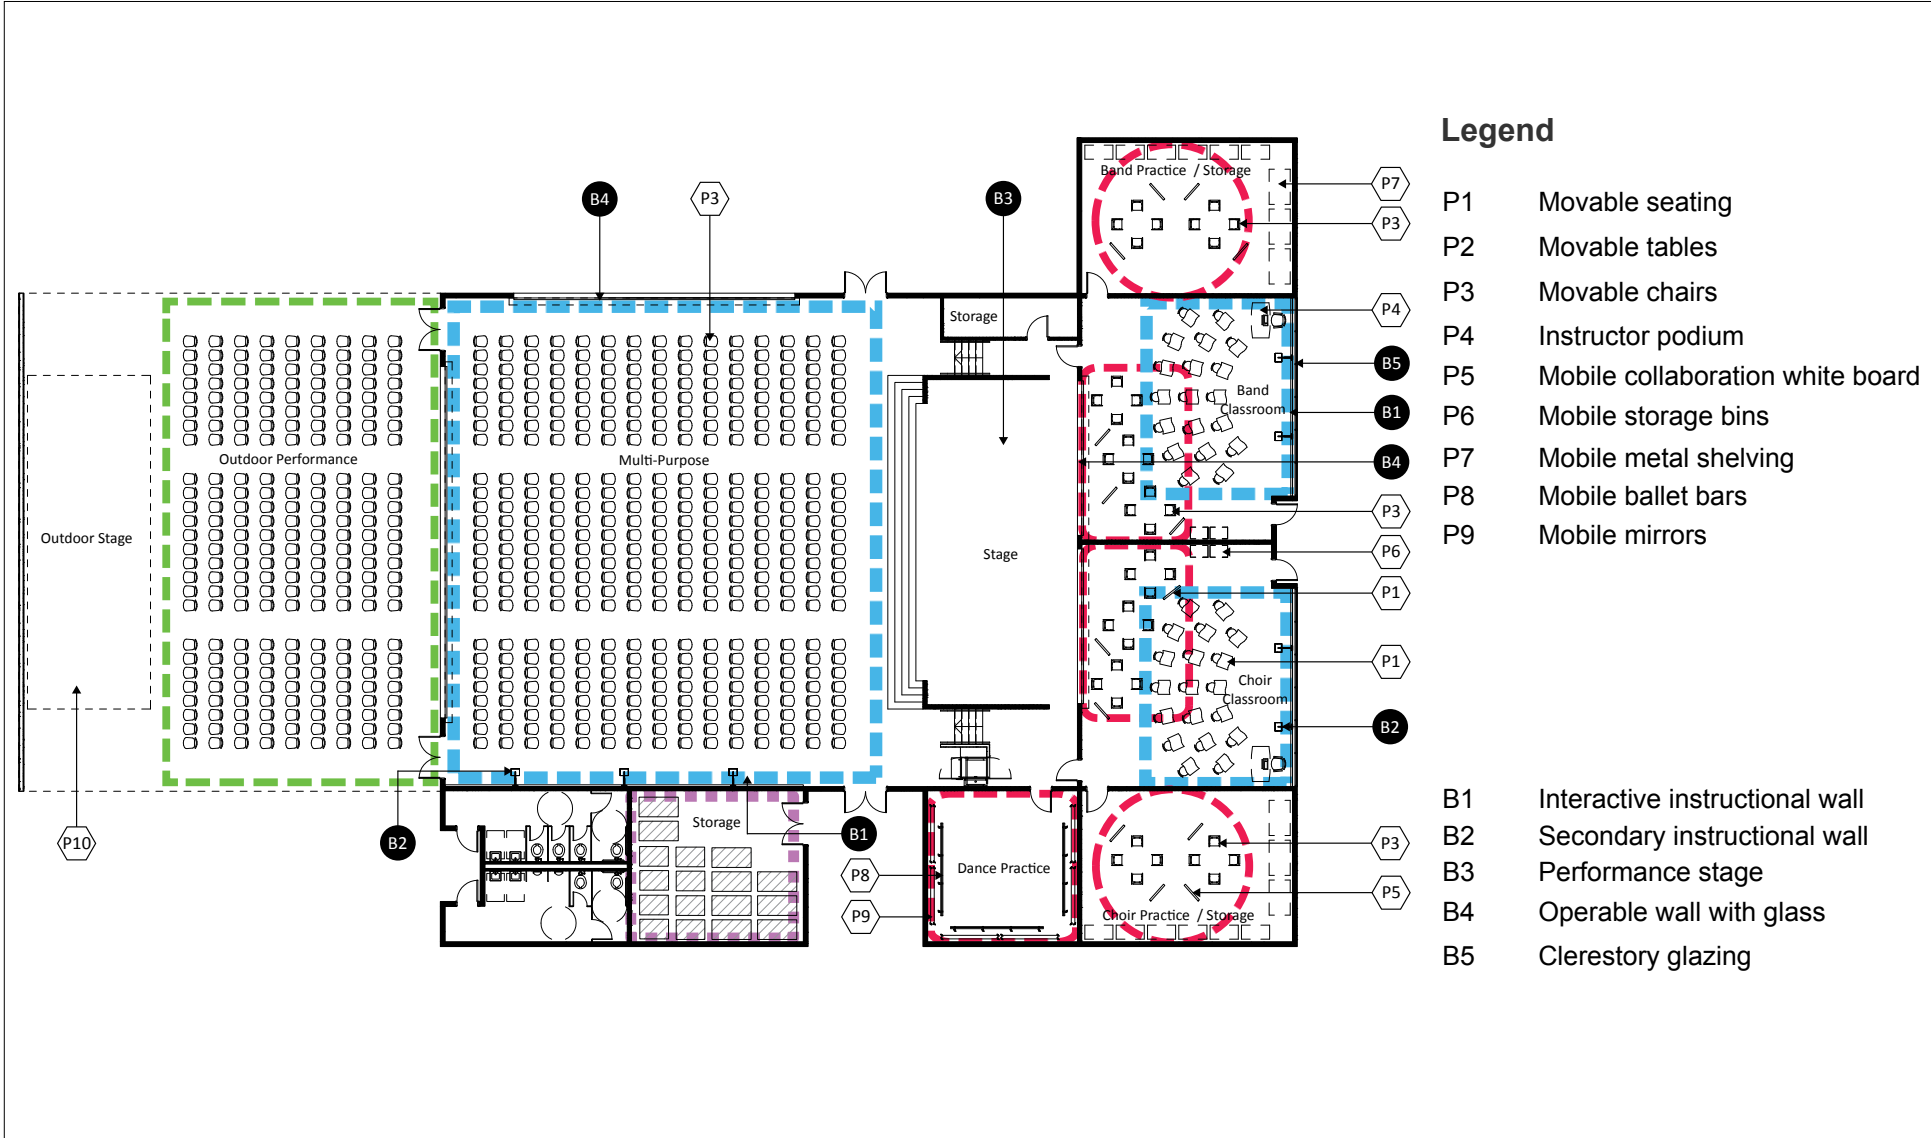 Legend
P1 Movable seating
P2 Movable tables
P3 Movable chairs
P4 Instructor podium
P5 Mobile collaboration white board
P6 Mobile storage bins
P7 Mobile metal shelving
P8 Mobile ballet bars
P9 Mobile mirrors
B1 Interactive instructional wall
B2 Secondary instructional wall
B3 Performance stage
B4 Operable wall with glass
B5 Clerestory glazing
Band Practice / Storage
P7
B4
P3
B3
P3
Storage
P4
B5
Band
Classroom
B1
Outdoor Performance
Multi-Purpose
B4
P3
Outdoor Stage
Stage
P6
P1
P1
Choir
Classroom
B2
Storage
P10
B2
B1
P3
Dance Practice
P8
P5
P9
Choir Practice / Storage